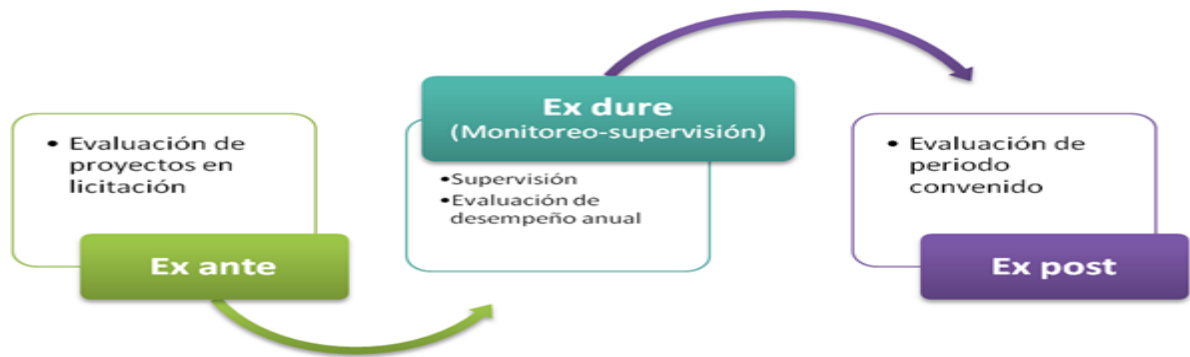 • Evaluación de
proyectos en
licitación
Ex ante
Ex dure
(Monitoreo-supervisión)
•Supervisión
•Evaluación de
desempeño anual
• Evaluación de
periodo
convenido
Ex post